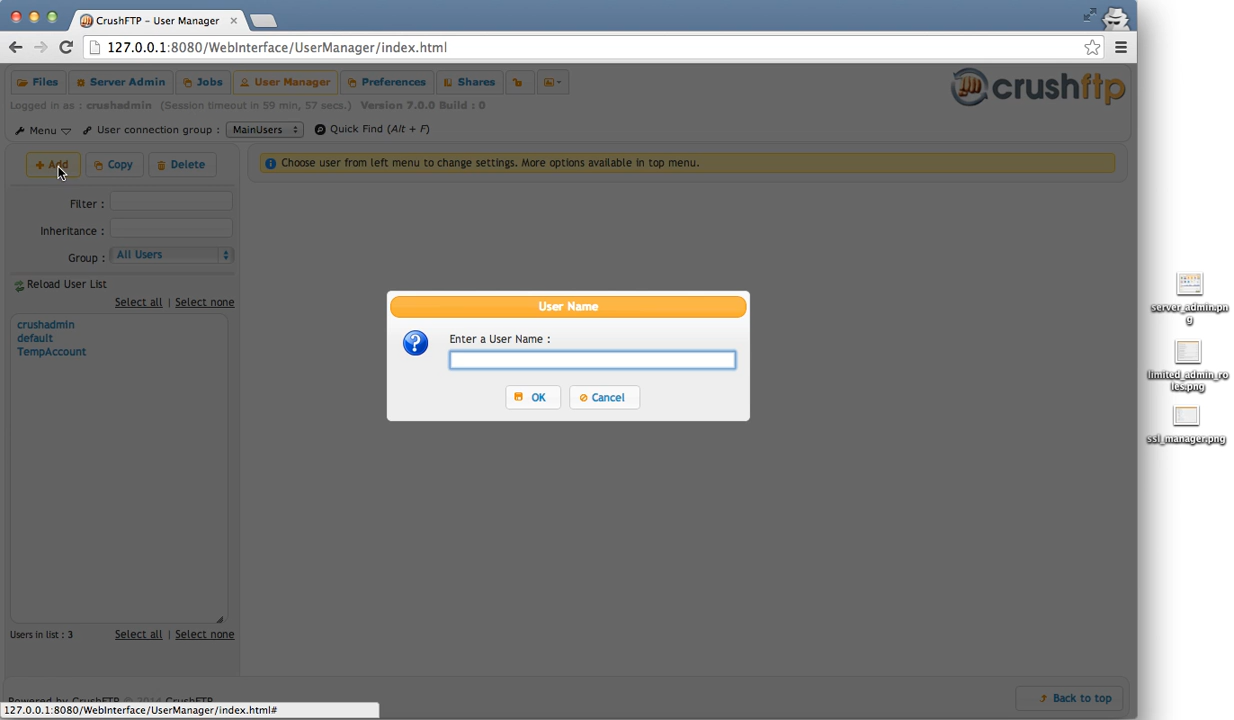 CrushFTP - User Manager
127.0.0.1:8080/WebInterface/UserManager/index.html
Files Server Admin Jobs User Manager Preferences Shares
crushftp
Logged in as : crushadmin (Session timeout in 59 min, 57 secs.) Version 7.0.0 Build : 0
Menu User connection group : MainUsers Quick Find (Alt + F)
Add Copy Delete
Choose user from left menu to change settings. More options available in top menu.
Filter :
Inheritance :
Group : All Users
Reload User List
Select all | Select none
crushadmin
default
TempAccount
User Name
Enter a User Name :
OK Cancel
server_admin.pn
g
limited_admin_ro
les.png
ssl_manager.png
Users in list : 3 Select all | Select none
Powered by CrushFTP © 2014 CrushFTP
Back to top
127.0.0.1:8080/WebInterface/UserManager/index.html#